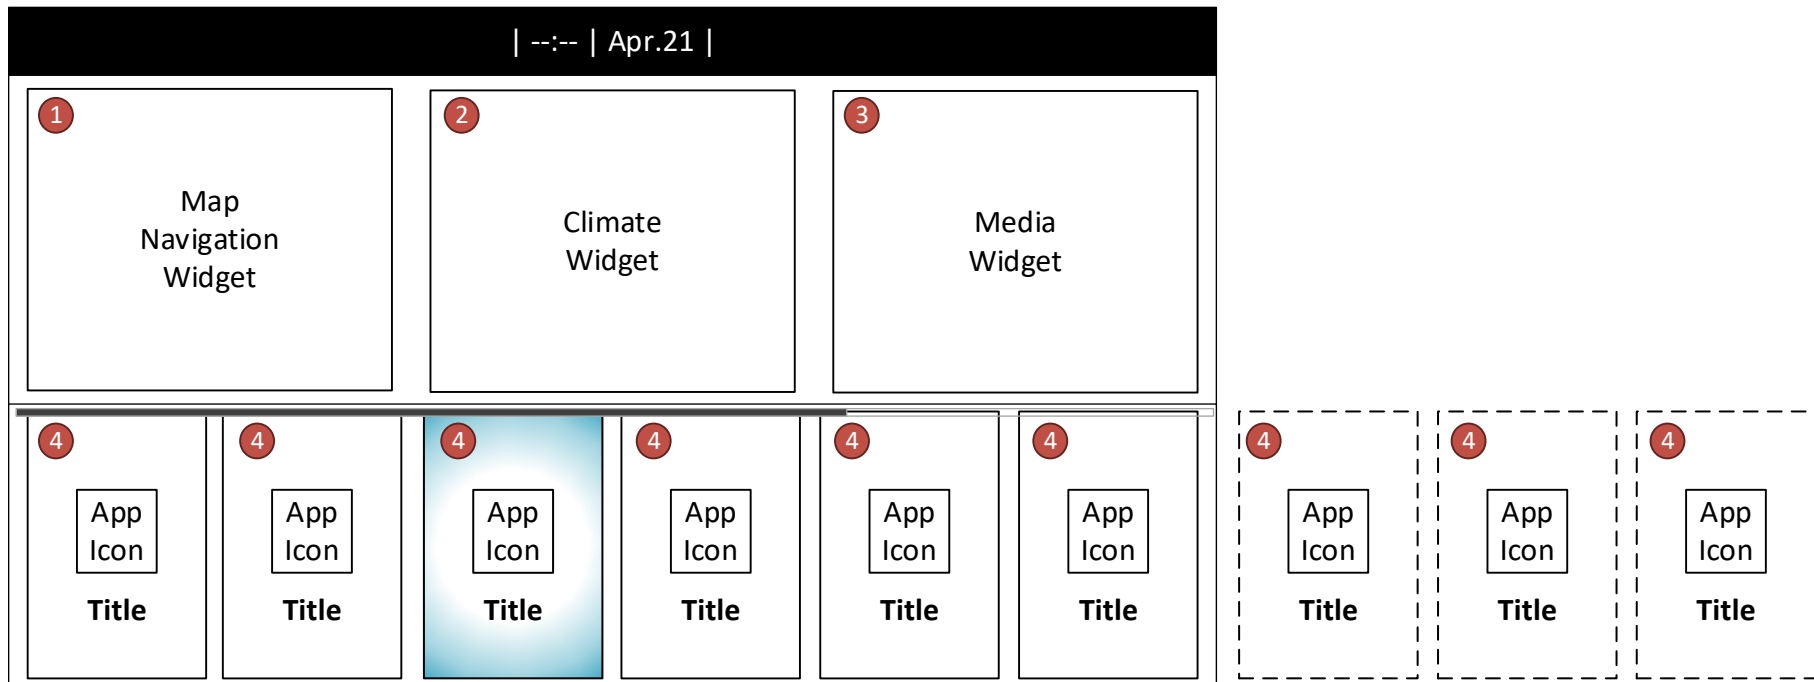 | --:-- | Apr.21 |
1
Map
Navigation
Widget
2
Climate
Widget
3
Media
Widget
4
App
Icon
Title
4
App
Icon
Title
4
App
Icon
Title
4
App
Icon
Title
4
App
Icon
Title
4
App
Icon
Title
4
App
Icon
Title
4
App
Icon
Title
4
App
Icon
Title